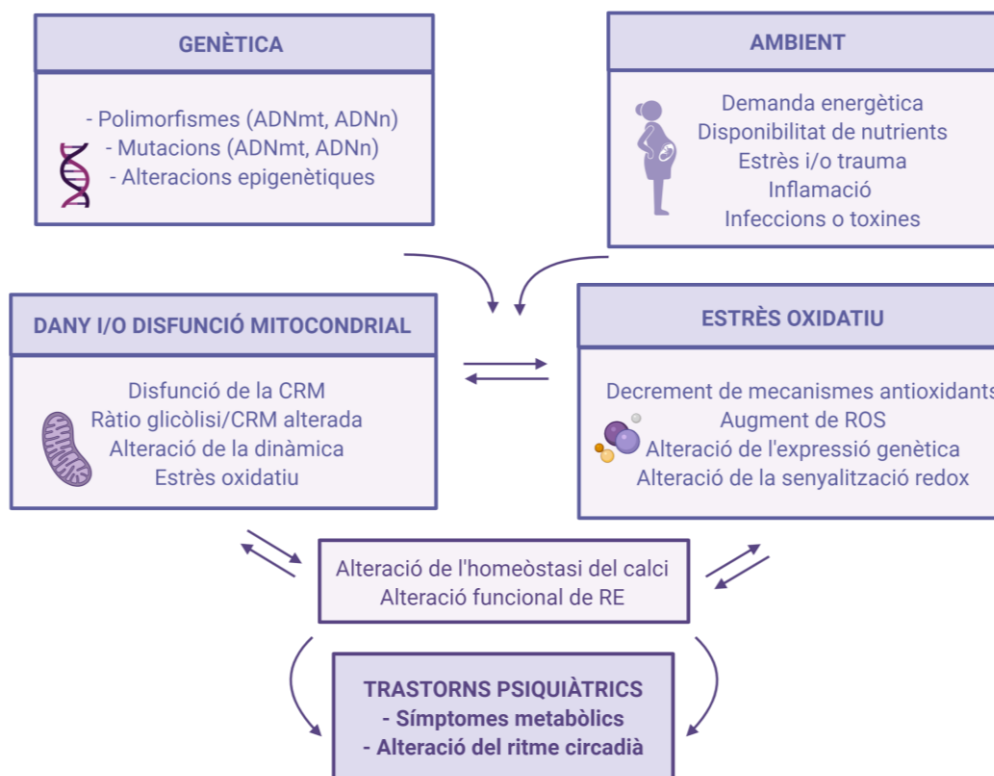 GENÈTICA
- Polimorfismes (ADNmt, ADNn)
- Mutacions (ADNmt, ADNn)
- Alteracions epigenètiques
AMBIENT
Demanda energètica
Disponibilitat de nutrients
Estrès i/o trauma
Inflamació
Infeccions o toxines
DANY I/O DISFUNCIÓ MITOCONDRIAL
Disfunció de la CRM
Ràtio glicòlisi/CRM alterada
Alteració de la dinàmica
Estrès oxidatiu
ESTRÈS OXIDATIU
Decrement de mecanismes antioxidants
Augment de ROS
Alteració de l'expressió genètica
Alteració de la senyalització redox
Alteració de l'homeòstasi del calci
Alteració funcional de RE
TRASTORNS PSIQUIÀTRICS
- Símptomes metabòlics
- Alteració del ritme circadià